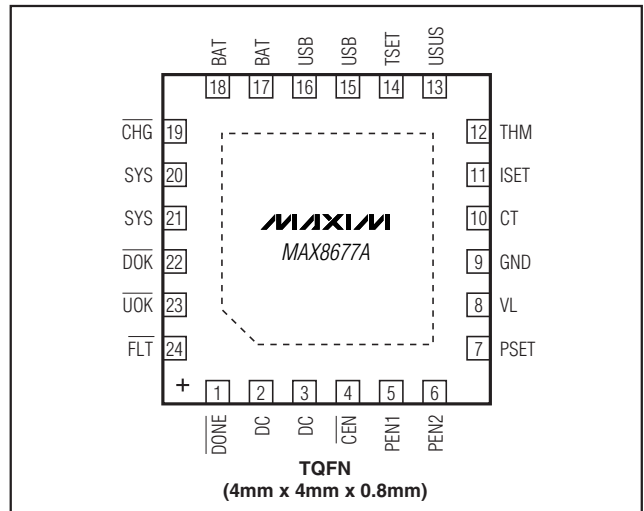 BAT BAT USB USB TSET USUS
18 17 16 15 14 13
CHG 19 12 THM
SYS 20 11 ISET
SYS 21 10 CT
DOK 22 9 GND
UOK 23 8 VL
FLT 24 7 PSET
MAXIM
MAX8677A
+ 1 2 3 4 5 6
DONE DC DC CEN PEN1 PEN2
TQFN
(4mm x 4mm x 0.8mm)